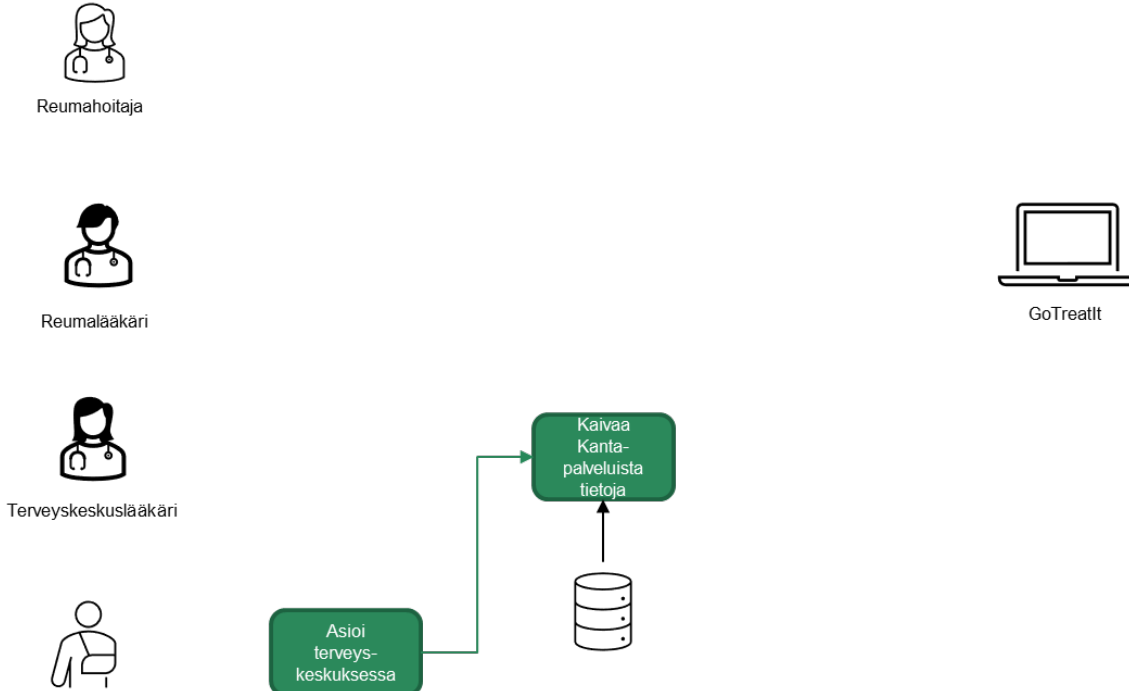 Reumahoitaja
Reumalääkäri
GoTreatIt
Terveyskeskuslääkäri
Kaivaa
Kanta-
palveluista
tietoja
Asioi
terveys-
keskuksessa